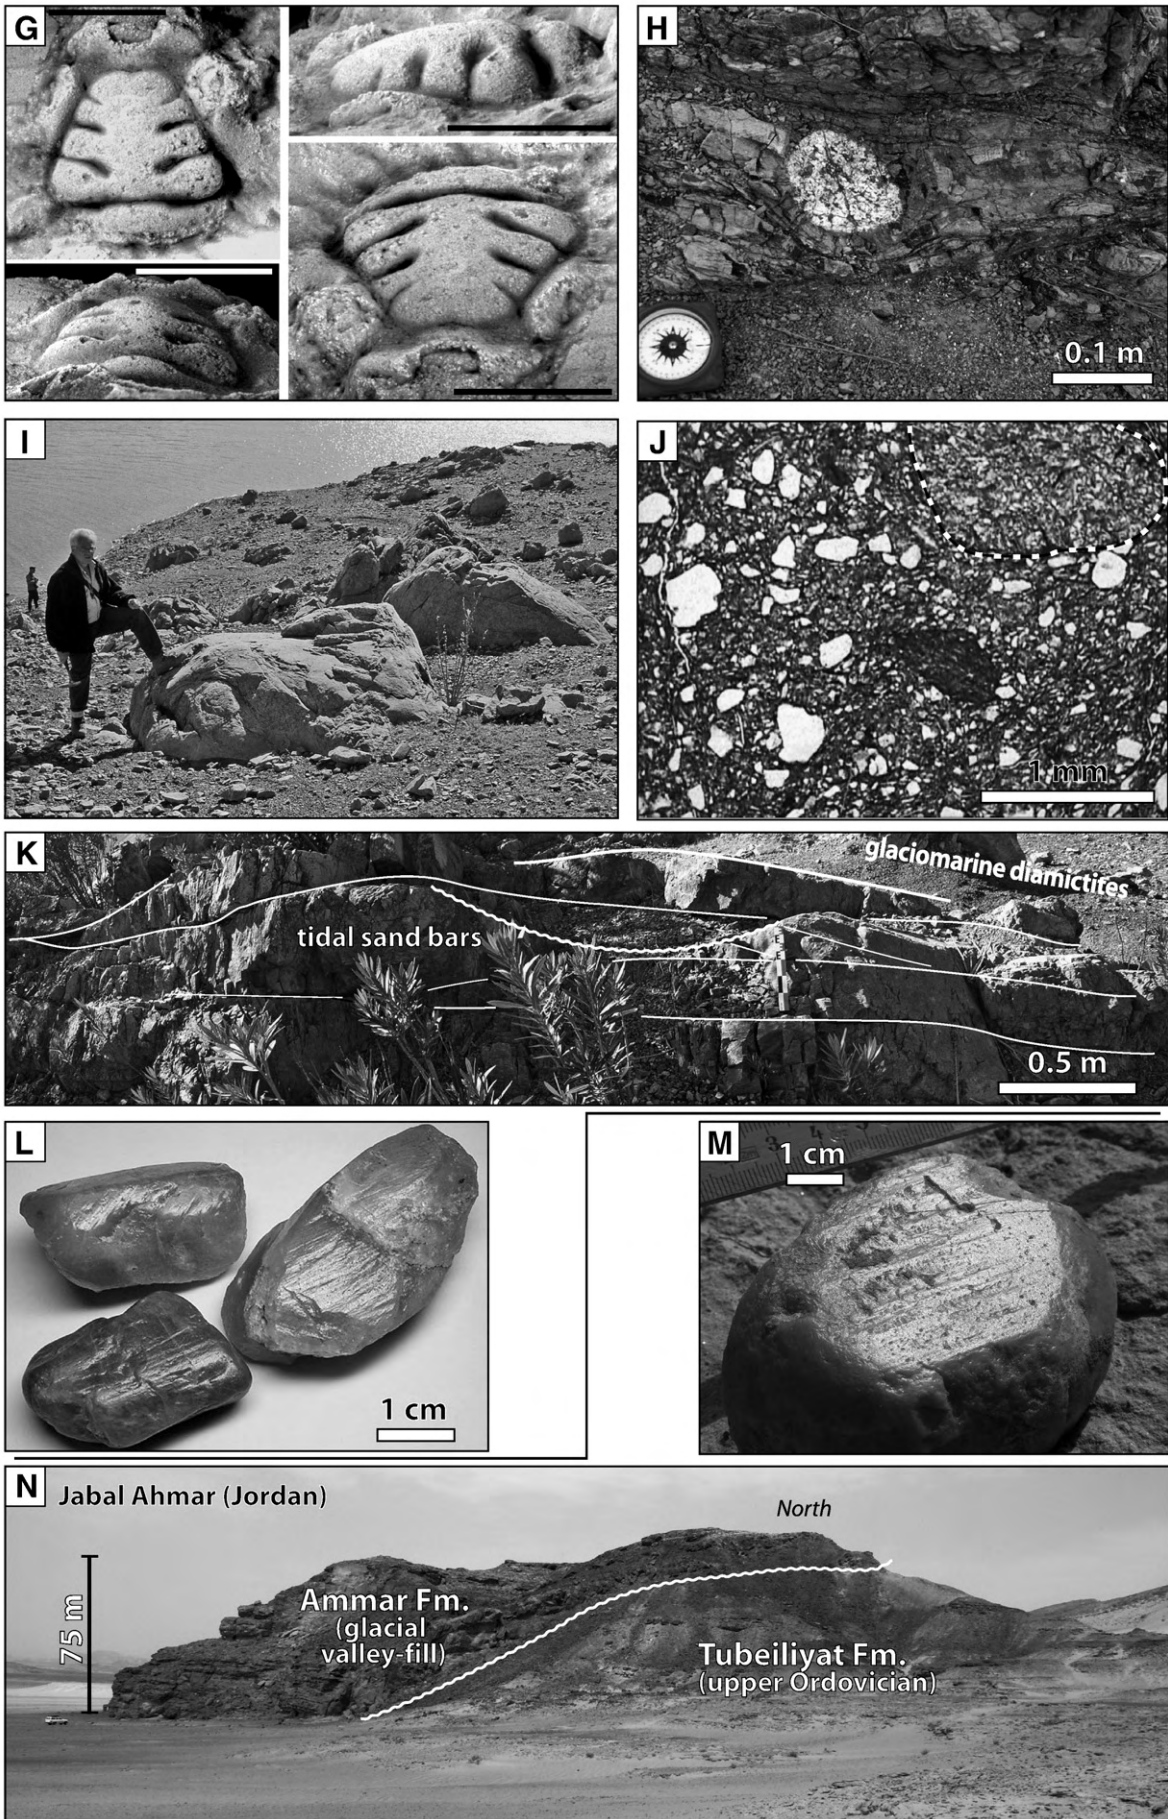 G
H
0.1 m
I
J
1 mm
K
glaciomarine diamictites
tidal sand bars
0.5 m
L
1 cm
M
1 cm
N
Jabal Ahmar (Jordan)
North
75 m
Ammar Fm.
(glacial
valley-fill)
Tubeiliyat Fm.
(upper Ordovician)